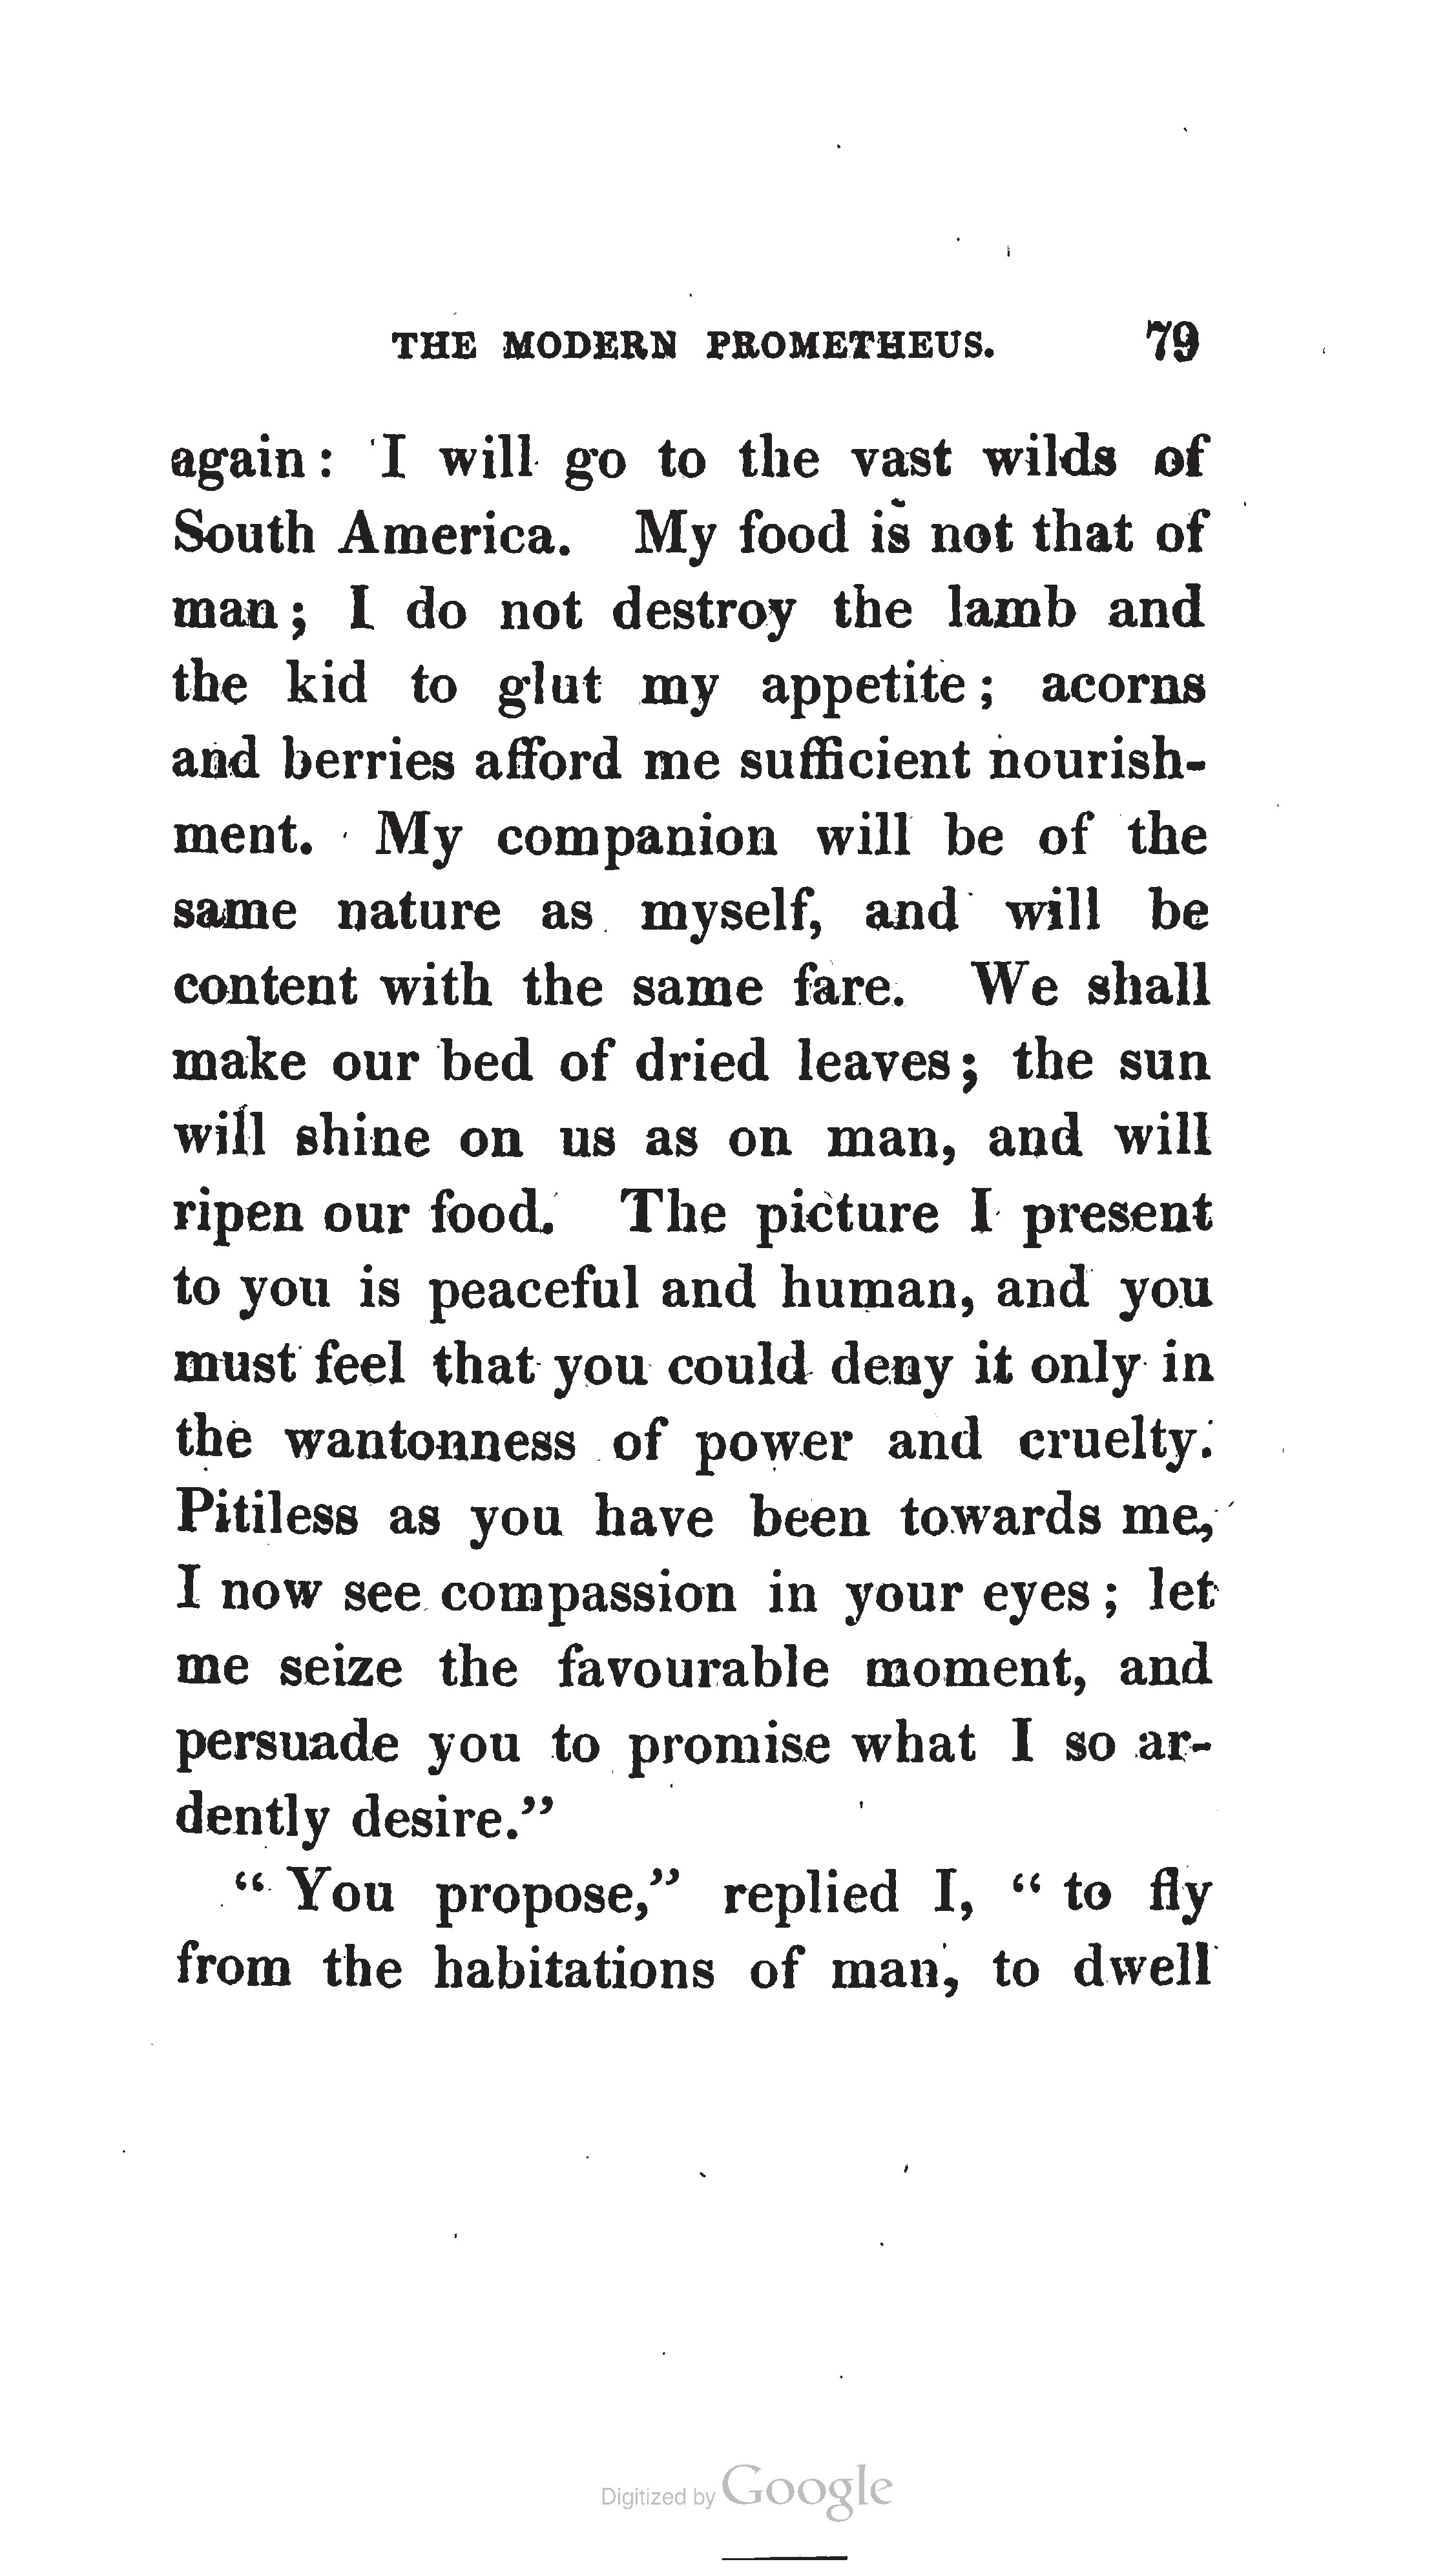 THE MODERN PROMETHEUS. 79
again: I will go to the vast wilds of
South America. My food is not that of
man; I do not destroy the lamb and
the kid to glut my appetite; acorns
and berries afford me sufficient nourish-
ment. My companion will be of the
same nature as myself, and will be
content with the same fare. We shall
make our bed of dried leaves; the sun
will shine on us as on man, and will
ripen our food. The picture I present
to you is peaceful and human, and you
must feel that you could deny it only in
the wantonness of power and cruelty.
Pitiless as you have been towards me,
I now see compassion in your eyes; let
me seize the favourable moment, and
persuade you to promise what I so ar-
dently desire."
"You propose," replied I, "to fly
from the habitations of man, to dwell
Digitized by Google